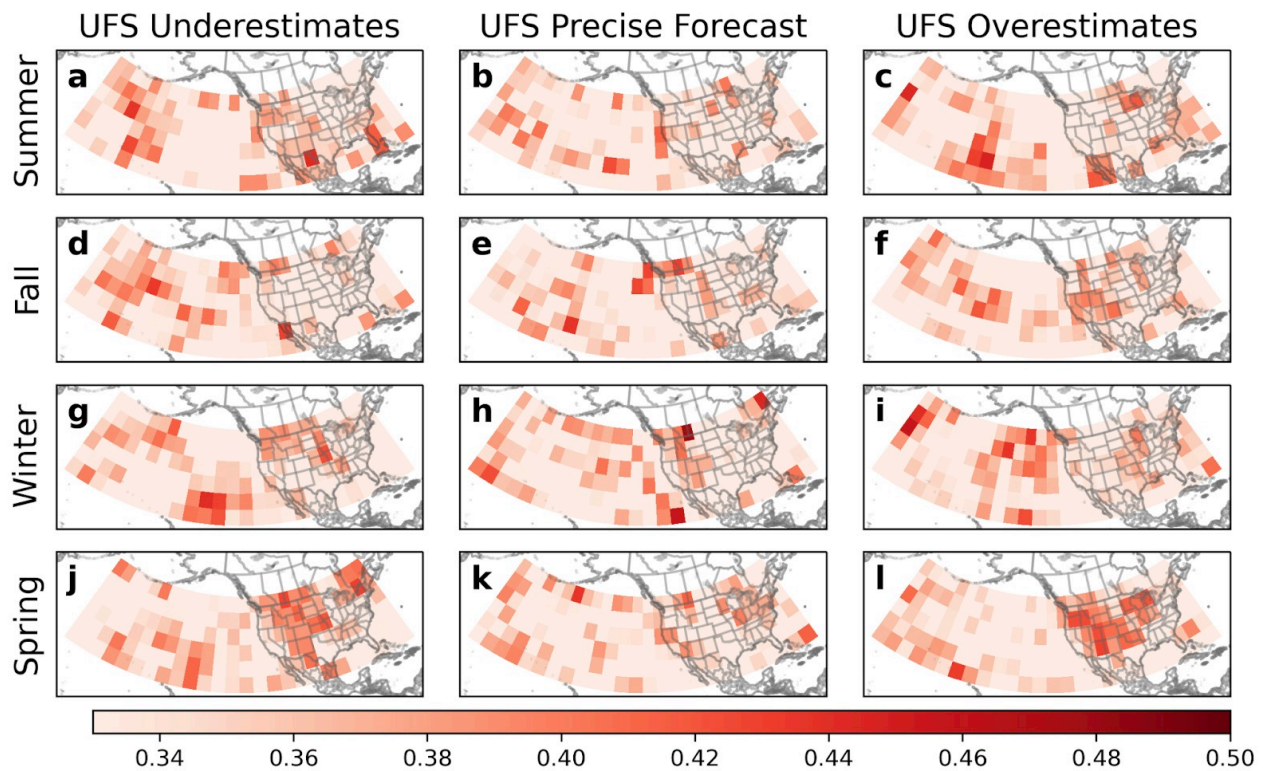 UFS Underestimates UFS Precise Forecast UFS Overestimates
Summer a b c
Fall d e f
Winter g h i
Spring j k l
0.34 0.36 0.38 0.40 0.42 0.44 0.46 0.48 0.50